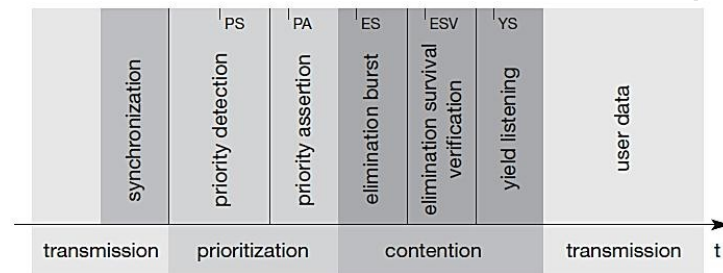 PS
PA
ES
ESV
YS
synchronization
priority detection
priority assertion
elimination burst
elimination survival
verification
yield listening
user data
transmission
prioritization
contention
transmission
t